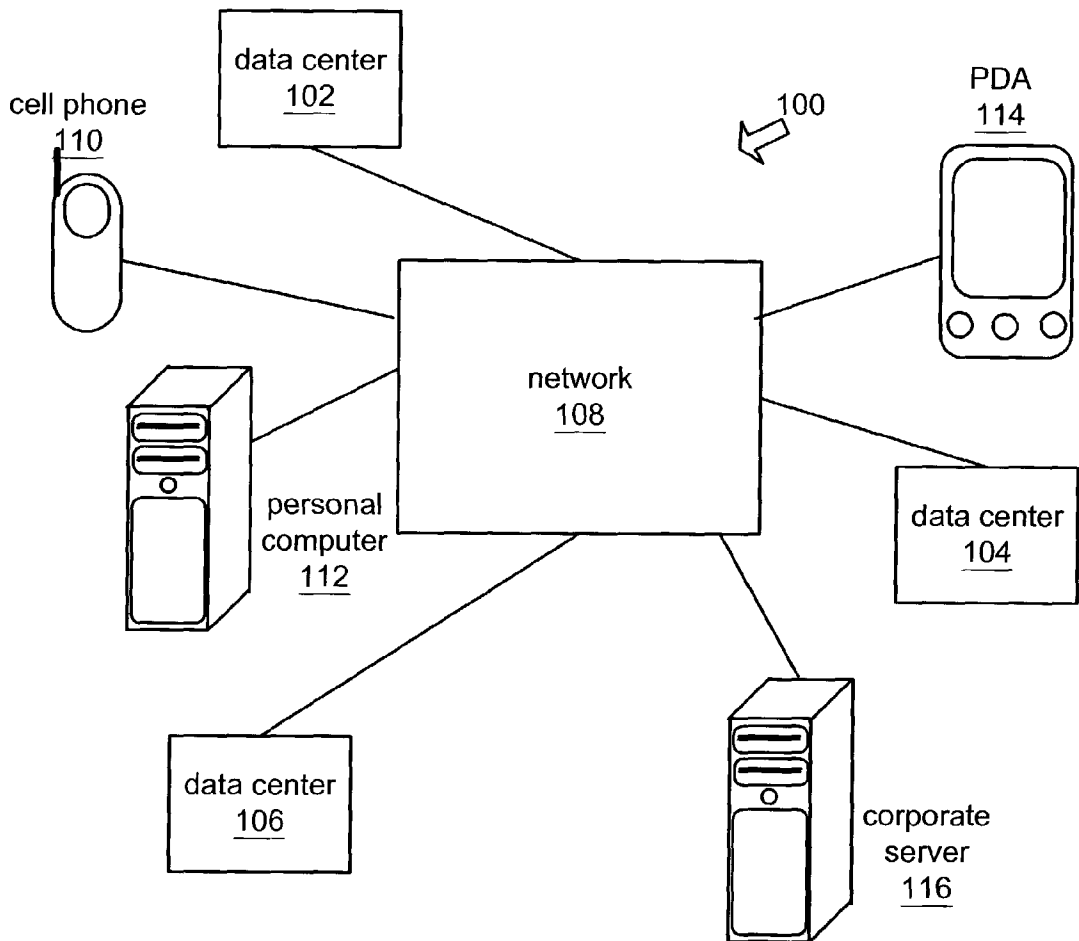 data center
102
cell phone
110
100
PDA
114
network
108
personal
computer
112
data center
104
data center
106
corporate
server
116